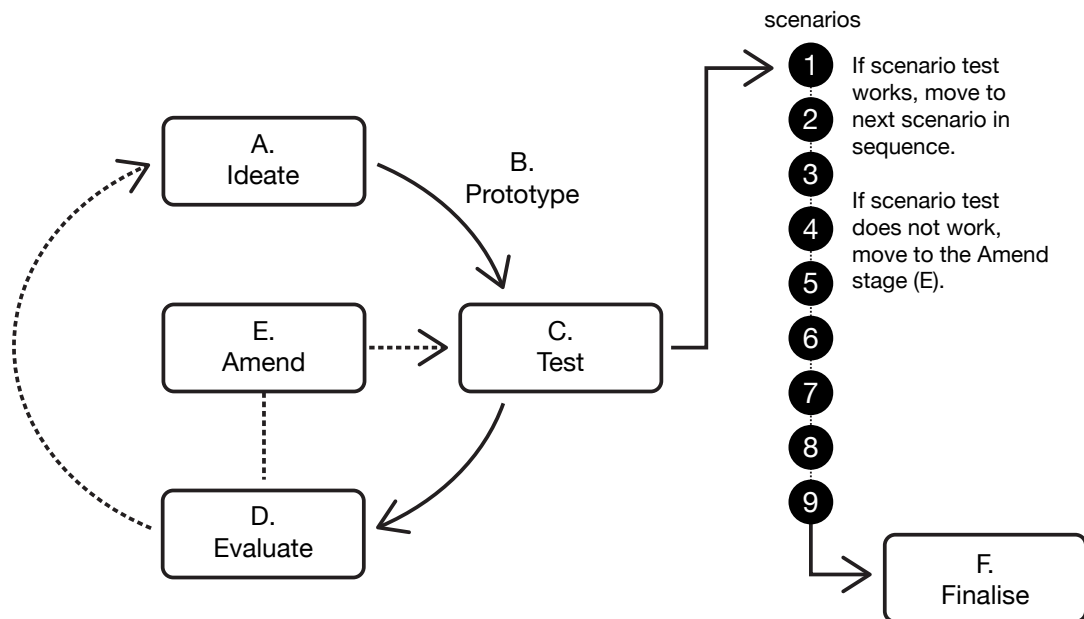 scenarios
A.
Ideate
B.
Prototype
E.
Amend
C.
Test
D.
Evaluate
1
2
3
4
5
6
7
8
9
If scenario test
works, move to
next scenario in
sequence.
If scenario test
does not work,
move to the Amend
stage (E).
F.
Finalise